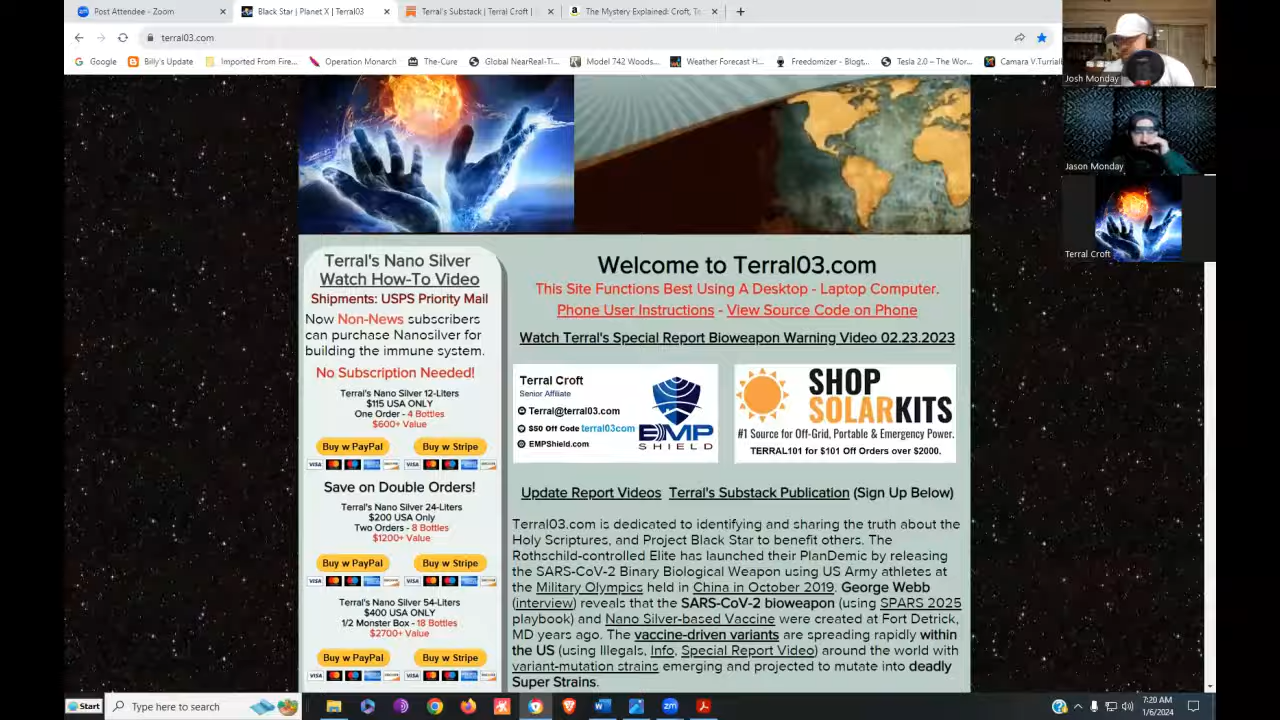 Post Attendee - Zoom
Black Star | Planet X | Terral03
Terral's Substack | Terral Croft |
The Mystery Explained: Croft, Te
terral03.com
Google
Billy's Update
Imported From Fire...
Operation Monarch
The-Cure
Global NearReal-Ti...
Model 742 Woods...
Weather Forecast H...
Freedomizer - Blogt...
Tesla 2.0 – The Wor...
Camara V.Turrial
Josh Monday
Jason Monday
Terral Croft
Terral's Nano Silver
Watch How-To Video
Shipments: USPS Priority Mail
Now Non-News subscribers
can purchase Nanosilver for
building the immune system.
No Subscription Needed!
Terral's Nano Silver 12-Liters
$115 USA ONLY
One Order - 4 Bottles
$600+ Value
Buy w PayPal
Buy w Stripe
Save on Double Orders!
Terral's Nano Silver 24-Liters
$200 USA Only
Two Orders - 8 Bottles
$1200+ Value
Buy w PayPal
Buy w Stripe
Terral's Nano Silver 54-Liters
$400 USA ONLY
1/2 Monster Box - 18 Bottles
$2700+ Value
Buy w PayPal
Buy w Stripe
Welcome to Terral03.com
This Site Functions Best Using A Desktop - Laptop Computer.
Phone User Instructions - View Source Code on Phone
Watch Terral's Special Report Bioweapon Warning Video 02.23.2023
Terral Croft
Senior Affiliate
Terral@terral03.com
$50 Off Code terral03com
EMPShield.com
EMP
SHIELD
SHOP
SOLARKITS
#1 Source for Off-Grid, Portable & Emergency Power.
TERRAL101 for $101 Off Orders over $2000.
Update Report Videos Terral's Substack Publication (Sign Up Below)
Terral03.com is dedicated to identifying and sharing the truth about the
Holy Scriptures, and Project Black Star to benefit others. The
Rothschild-controlled Elite has launched their PlanDemic by releasing
the SARS-CoV-2 Binary Biological Weapon using US Army athletes at
the Military Olympics held in China in October 2019. George Webb
(interview) reveals that the SARS-CoV-2 bioweapon (using SPARS 2025
playbook) and Nano Silver-based Vaccine were created at Fort Detrick,
MD years ago. The vaccine-driven variants are spreading rapidly within
the US (using Illegals, Info, Special Report Video) around the world with
variant-mutation strains emerging and projected to mutate into deadly
Super Strains.
Start
Type here to search
7:20 AM
1/6/2024